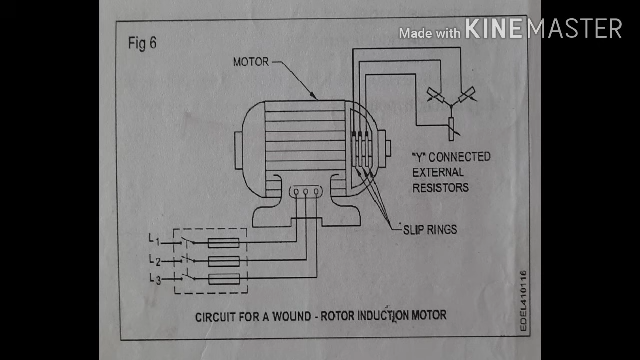 Made with KINEMASTER
Fig 6
MOTOR
"Y" CONNECTED
EXTERNAL
RESISTORS
SLIP RINGS
L1
L2
L3
CIRCUIT FOR A WOUND - ROTOR INDUCTION MOTOR
EDEL410116